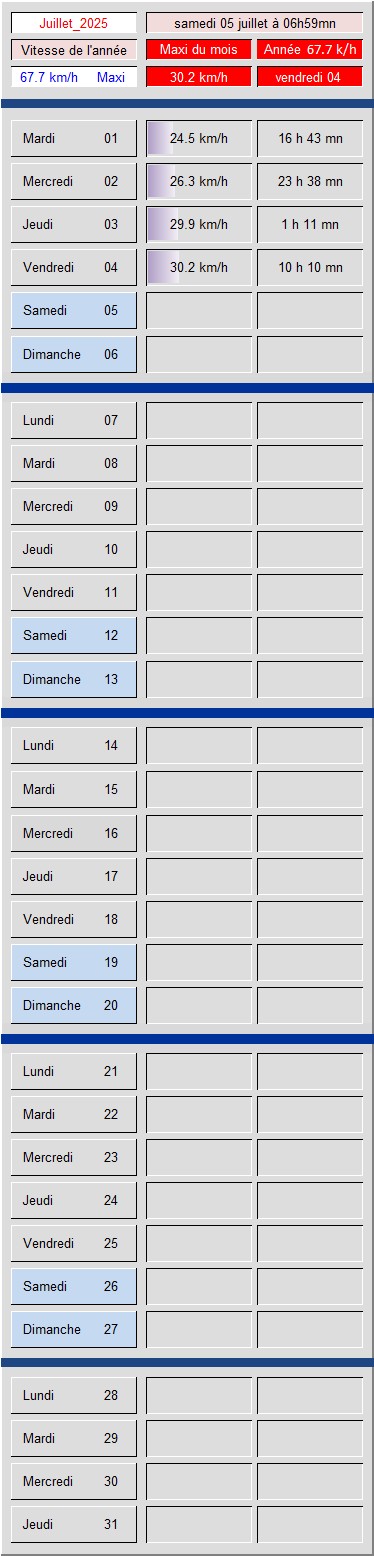 Juillet_2025 samedi 05 juillet à 06h59mn
Vitesse de l'année Maxi du mois Année 67.7 k/h
67.7 km/h Maxi 30.2 km/h vendredi 04
Mardi 01 24.5 km/h 16 h 43 mn
Mercredi 02 26.3 km/h 23 h 38 mn
Jeudi 03 29.9 km/h 1 h 11 mn
Vendredi 04 30.2 km/h 10 h 10 mn
Samedi 05
Dimanche 06
Lundi 07
Mardi 08
Mercredi 09
Jeudi 10
Vendredi 11
Samedi 12
Dimanche 13
Lundi 14
Mardi 15
Mercredi 16
Jeudi 17
Vendredi 18
Samedi 19
Dimanche 20
Lundi 21
Mardi 22
Mercredi 23
Jeudi 24
Vendredi 25
Samedi 26
Dimanche 27
Lundi 28
Mardi 29
Mercredi 30
Jeudi 31